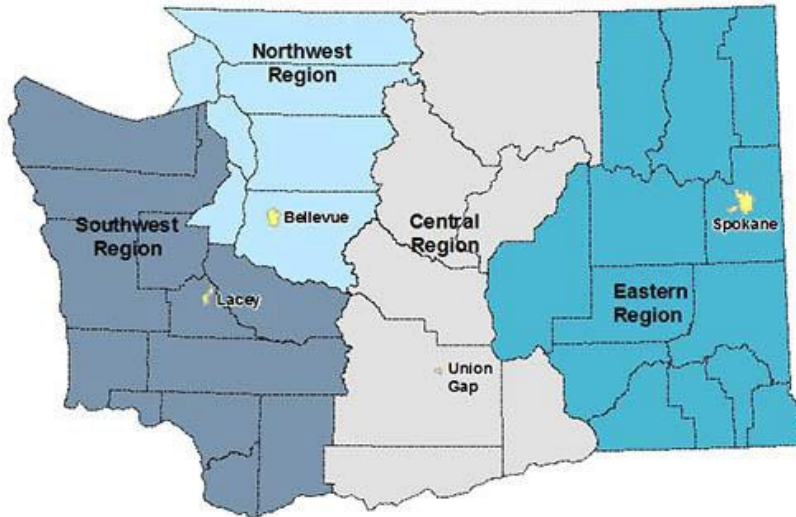 Northwest
Region
Bellevue
Southwest
Region
Central
Region
Spokane
Lacey
Eastern
Region
Union
Gap